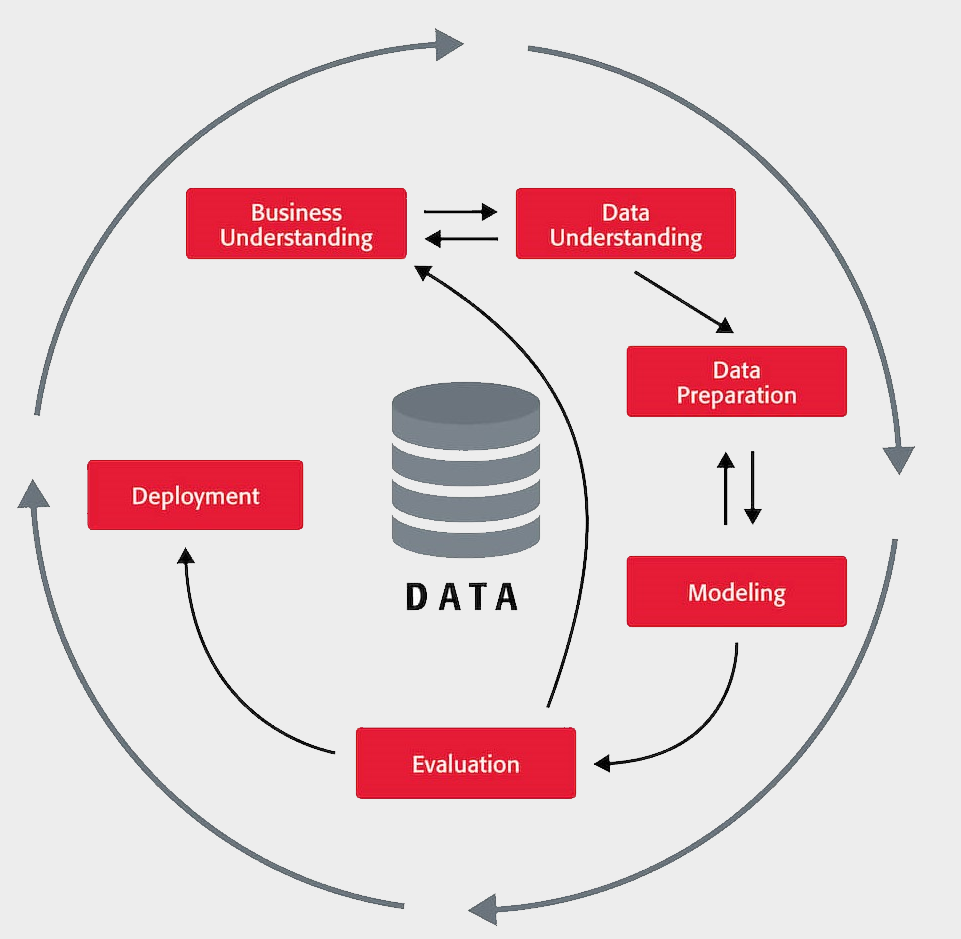 Business
Understanding
Data
Understanding
Data
Preparation
Deployment
DATA
Modeling
Evaluation